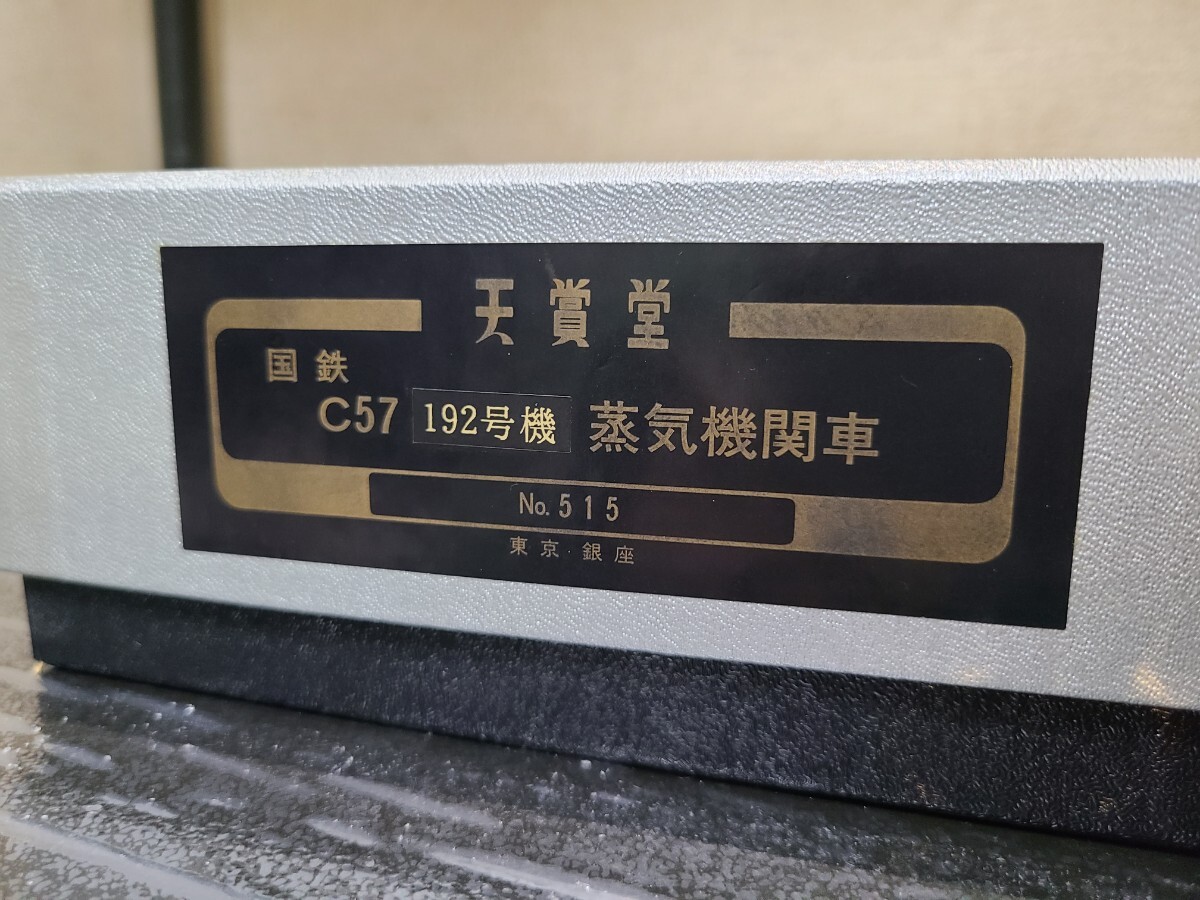 天賞堂
国鉄
C57 192号機 蒸気機関車
No.515
東京・銀座